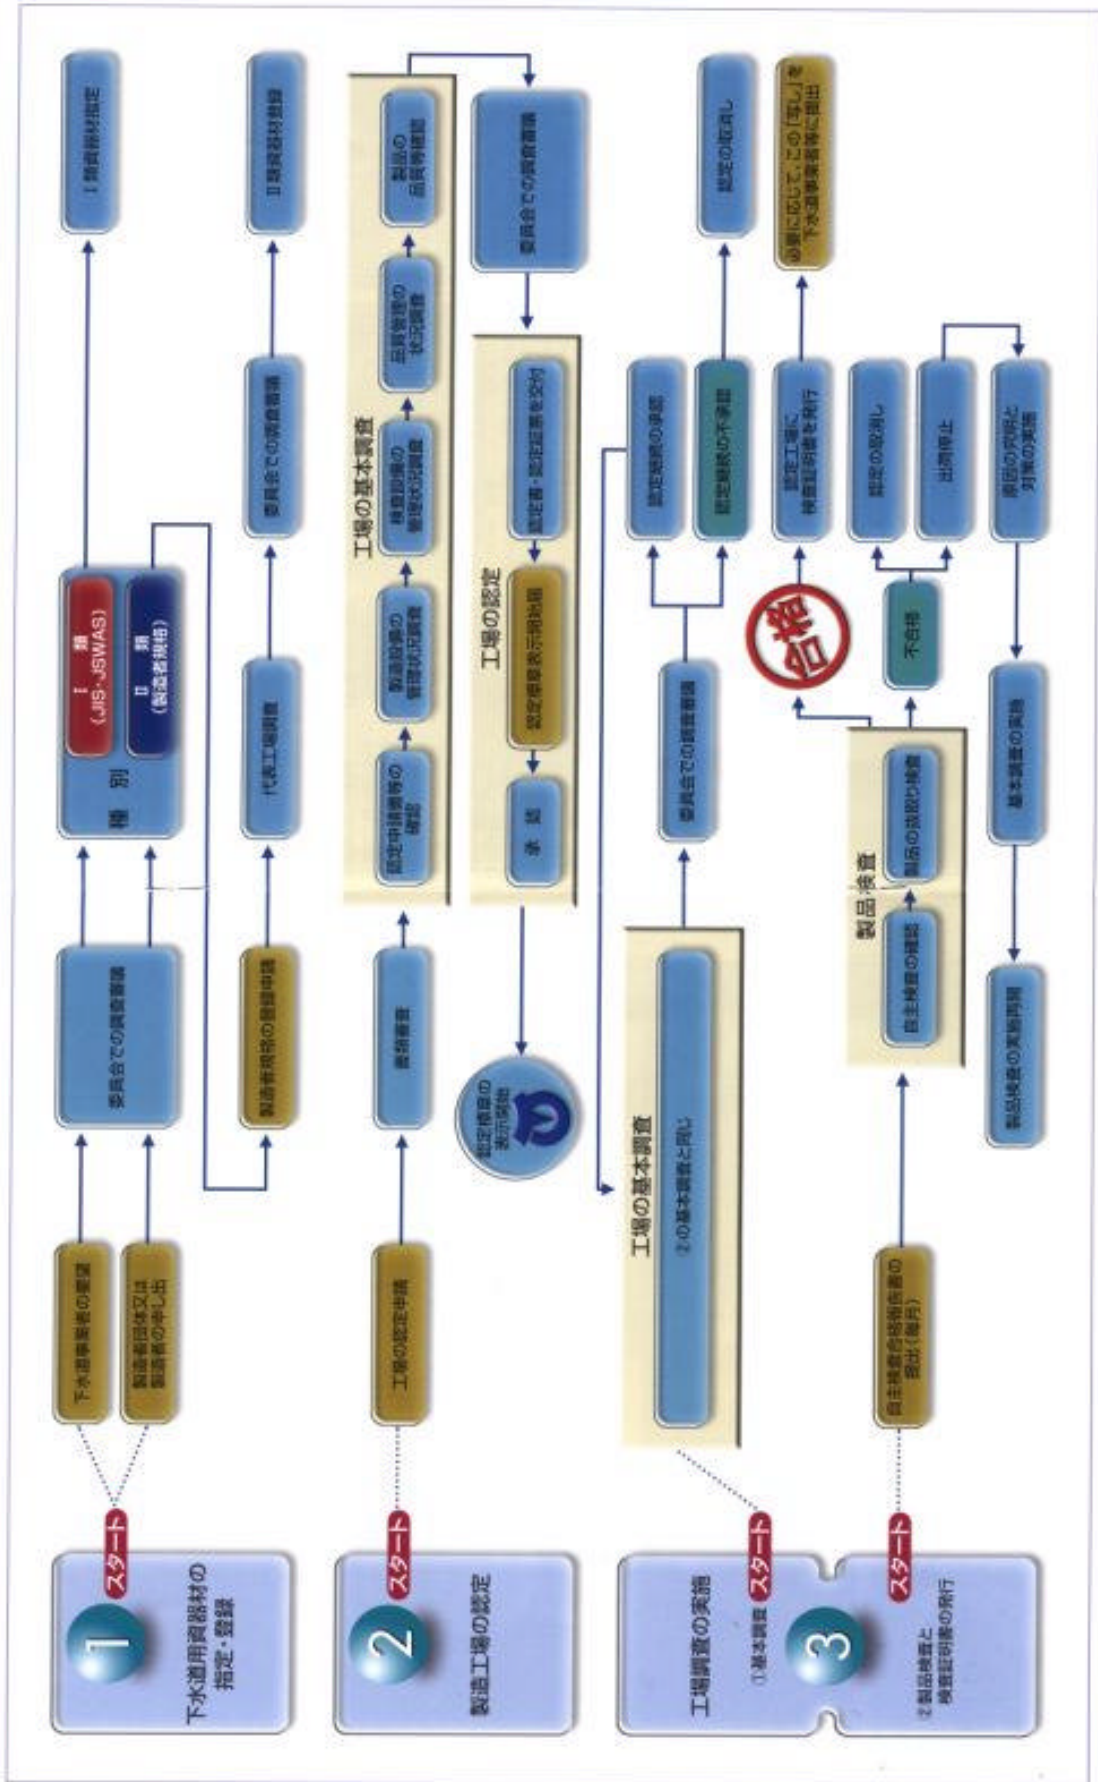 1
下水道用資器材の
指定・登録
スタート
下水道事業者の要望
製造者団体又は
製造者の申し出
委員会での調査審議
種 別
Ⅰ 類
(JIS・JSWAS)
Ⅱ 類
(製造者規格)
Ⅰ類資器材指定
製造者規格の登録申請
代表工場調査
委員会での調査審議
Ⅱ類資器材登録
2
製造工場の認定
スタート
工場の認定申請
書類審査
工場の基本調査
認定申請書等の
確認
製造設備の
管理状況調査
検査設備の
管理状況調査
品質管理の
状況調査
製品の
品質等確認
委員会での調査審議
工場の認定
認定書・認定証票を交付
認定標章表示開始届
承 認
認定標章の
表示開始
3
工場調査の実施
①基本調査
スタート
工場の基本調査
②の基本調査と同じ
委員会での調査審議
認定継続の承認
認定継続の不承認
認定の取消し
②製品検査と
検査証明書の発行
スタート
自主検査合格報告書の
提出(毎月)
製品検査
自主検査の確認
製品の抜取り検査
合格
認定工場に
検査証明書を発行
必要に応じて、この「写し」を
下水道事業者等に提出
不合格
認定の取消し
出荷停止
原因の究明と
対策の実施
基本調査の実施
製品検査の実施再開